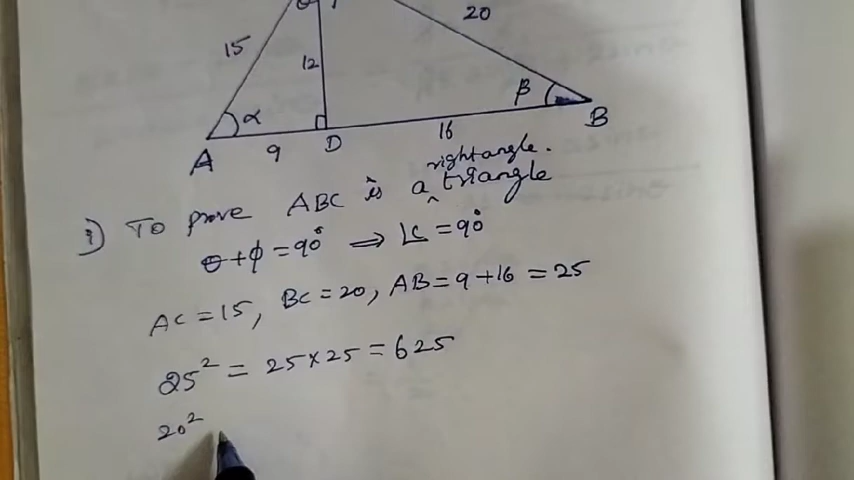 20
15
12
α
β
A
9
D
16
B
i) To prove ABC is a rightangle. triangle
θ+ϕ=90° ⟹ ∠C=90°
AC=15, BC=20, AB=9+16=25
25² = 25×25=625
20²